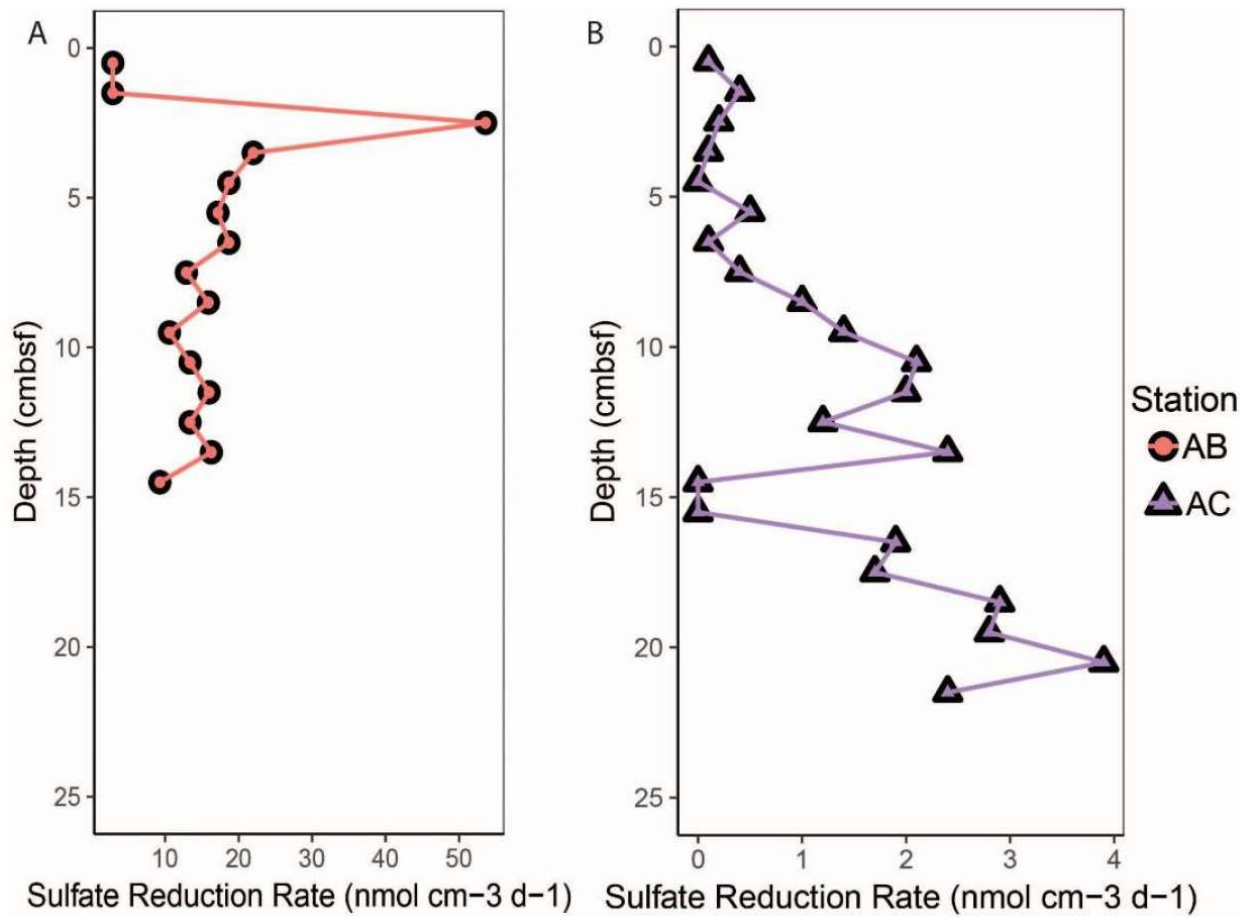 A
0
5
10
15
20
25
Depth (cmbsf)
10 20 30 40 50
Sulfate Reduction Rate (nmol cm−3 d−1)
B
0
5
10
15
20
25
Depth (cmbsf)
0 1 2 3 4
Sulfate Reduction Rate (nmol cm−3 d−1)
Station
AB
AC